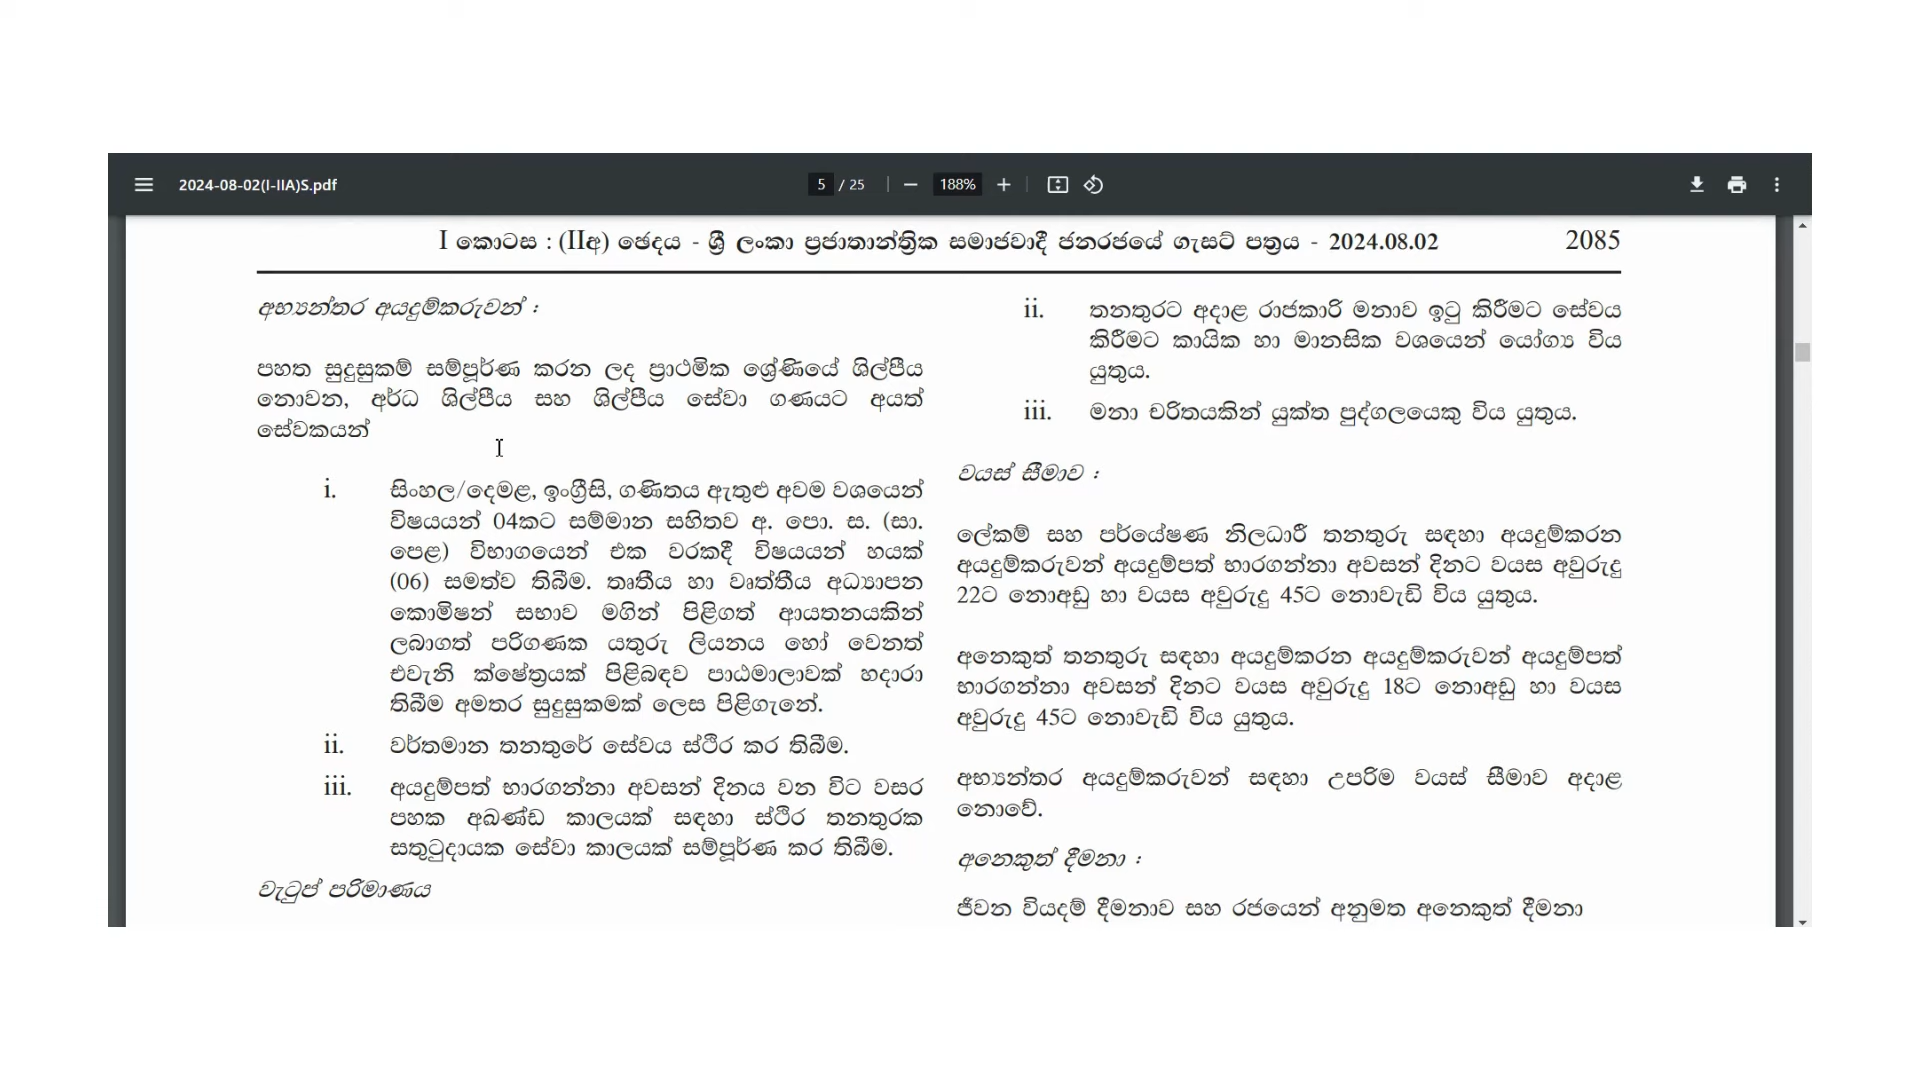 2024-08-02(I-IIA)S.pdf
5 / 25
188%
I කොටස : (IIඅ) ඡෙදය - ශ්‍රී ලංකා ප්‍රජාතාන්ත්‍රික සමාජවාදී ජනරජයේ ගැසට් පත්‍රය - 2024.08.02
2085
අභ්‍යන්තර අයදුම්කරුවන් :
පහත සුදුසුකම් සම්පූර්ණ කරන ලද ප්‍රාථමික ශ්‍රේණියේ ශිල්පීය
නොවන, අර්ධ ශිල්පීය සහ ශිල්පීය සේවා ගණයට අයත්
සේවකයන්
i. සිංහල/දෙමළ, ඉංග්‍රීසි, ගණිතය ඇතුළු අවම වශයෙන්
විෂයයන් 04කට සම්මාන සහිතව අ. පො. ස. (සා.
පෙළ) විභාගයෙන් එක වරකදී විෂයයන් හයක්
(06) සමත්ව තිබීම. තෘතීය හා වෘත්තීය අධ්‍යාපන
කොමිෂන් සභාව මගින් පිළිගත් ආයතනයකින්
ලබාගත් පරිගණක යතුරු ලියනය හෝ වෙනත්
එවැනි ක්ෂේත්‍රයක් පිළිබඳව පාඨමාලාවක් හදාරා
තිබීම අමතර සුදුසුකමක් ලෙස පිළිගැනේ.
ii. වර්තමාන තනතුරේ සේවය ස්ථිර කර තිබීම.
iii. අයදුම්පත් භාරගන්නා අවසන් දිනය වන විට වසර
පහක අඛණ්ඩ කාලයක් සඳහා ස්ථිර තනතුරක
සතුටුදායක සේවා කාලයක් සම්පූර්ණ කර තිබීම.
වැටුප් පරිමාණය
ii. තනතුරට අදාළ රාජකාරි මනාව ඉටු කිරීමට සේවය
කිරීමට කායික හා මානසික වශයෙන් යෝග්‍ය විය
යුතුය.
iii. මනා චරිතයකින් යුක්ත පුද්ගලයෙකු විය යුතුය.
වයස් සීමාව :
ලේකම් සහ පර්යේෂණ නිලධාරී තනතුරු සඳහා අයදුම්කරන
අයදුම්කරුවන් අයදුම්පත් භාරගන්නා අවසන් දිනට වයස අවුරුදු
22ට නොඅඩු හා වයස අවුරුදු 45ට නොවැඩි විය යුතුය.
අනෙකුත් තනතුරු සඳහා අයදුම්කරන අයදුම්කරුවන් අයදුම්පත්
භාරගන්නා අවසන් දිනට වයස අවුරුදු 18ට නොඅඩු හා වයස
අවුරුදු 45ට නොවැඩි විය යුතුය.
අභ්‍යන්තර අයදුම්කරුවන් සඳහා උපරිම වයස් සීමාව අදාළ
නොවේ.
අනෙකුත් දීමනා :
ජීවන වියදම් දීමනාව සහ රජයෙන් අනුමත අනෙකුත් දීමනා